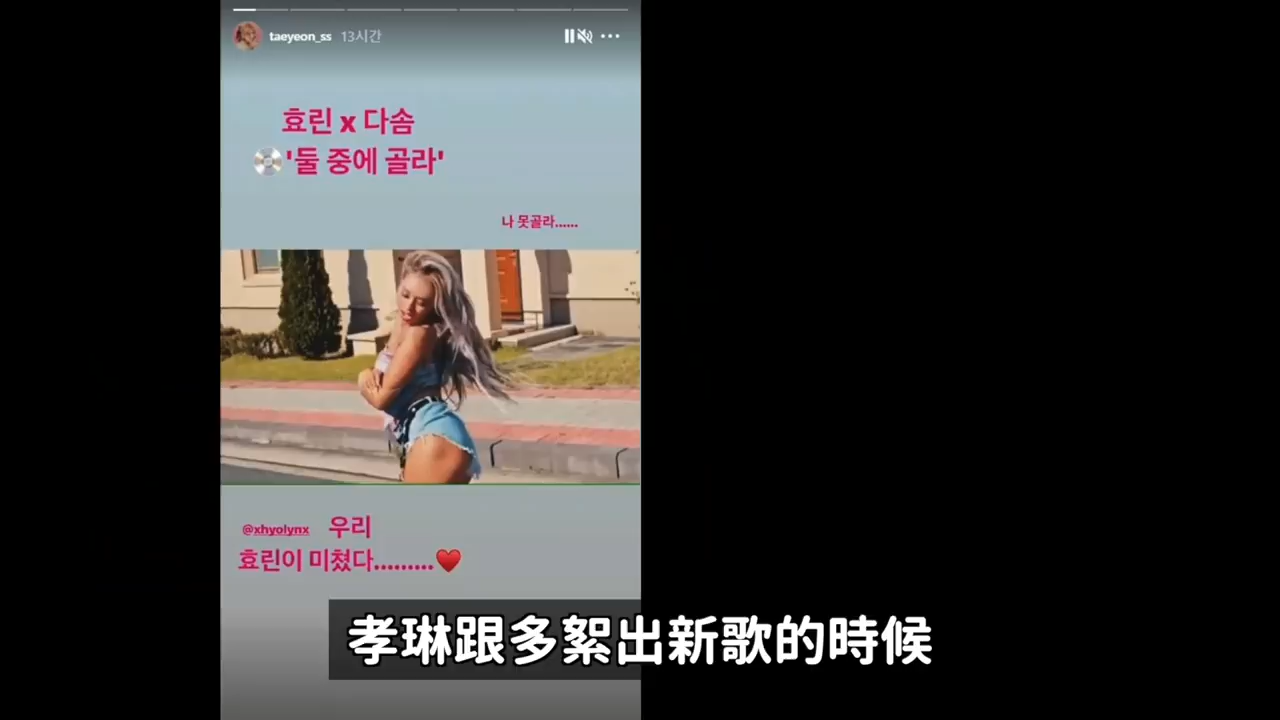 taeyeon_ss 13시간
효린 x 다솜
'둘 중에 골라'
나 못골라......
@xhyolynx 우리
효린이 미쳤다.........
孝琳跟多絮出新歌的時候